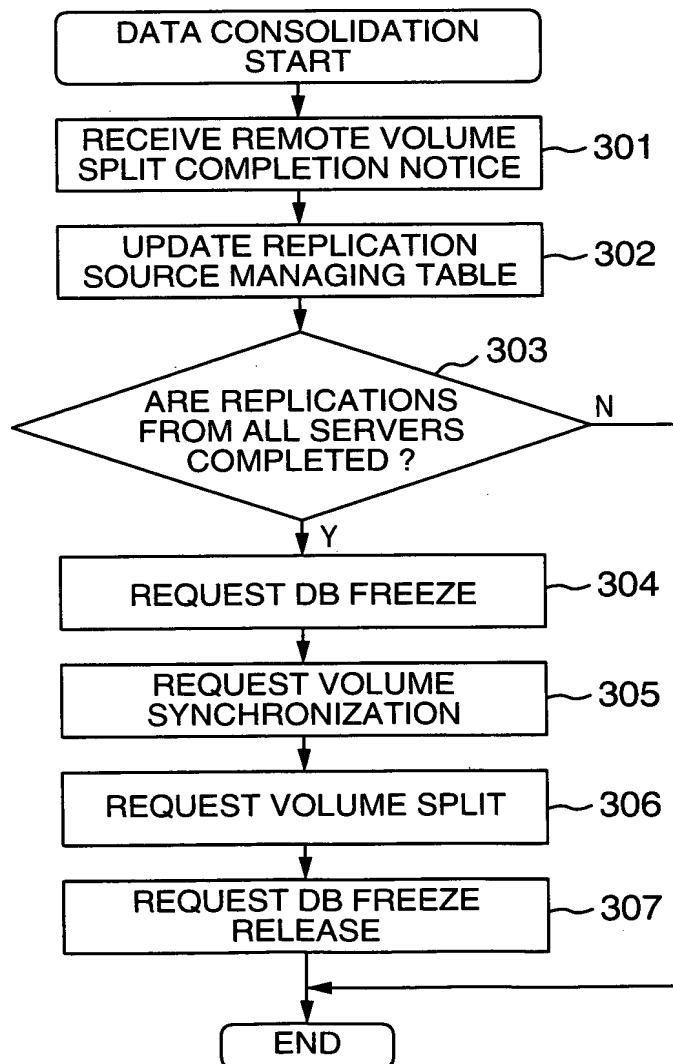 DATA CONSOLIDATION
START
RECEIVE REMOTE VOLUME
SPLIT COMPLETION NOTICE
301
UPDATE REPLICATION
SOURCE MANAGING TABLE
302
303
ARE REPLICATIONS
FROM ALL SERVERS
COMPLETED ?
N
Y
REQUEST DB FREEZE
304
REQUEST VOLUME
SYNCHRONIZATION
305
REQUEST VOLUME SPLIT
306
REQUEST DB FREEZE
RELEASE
307
END